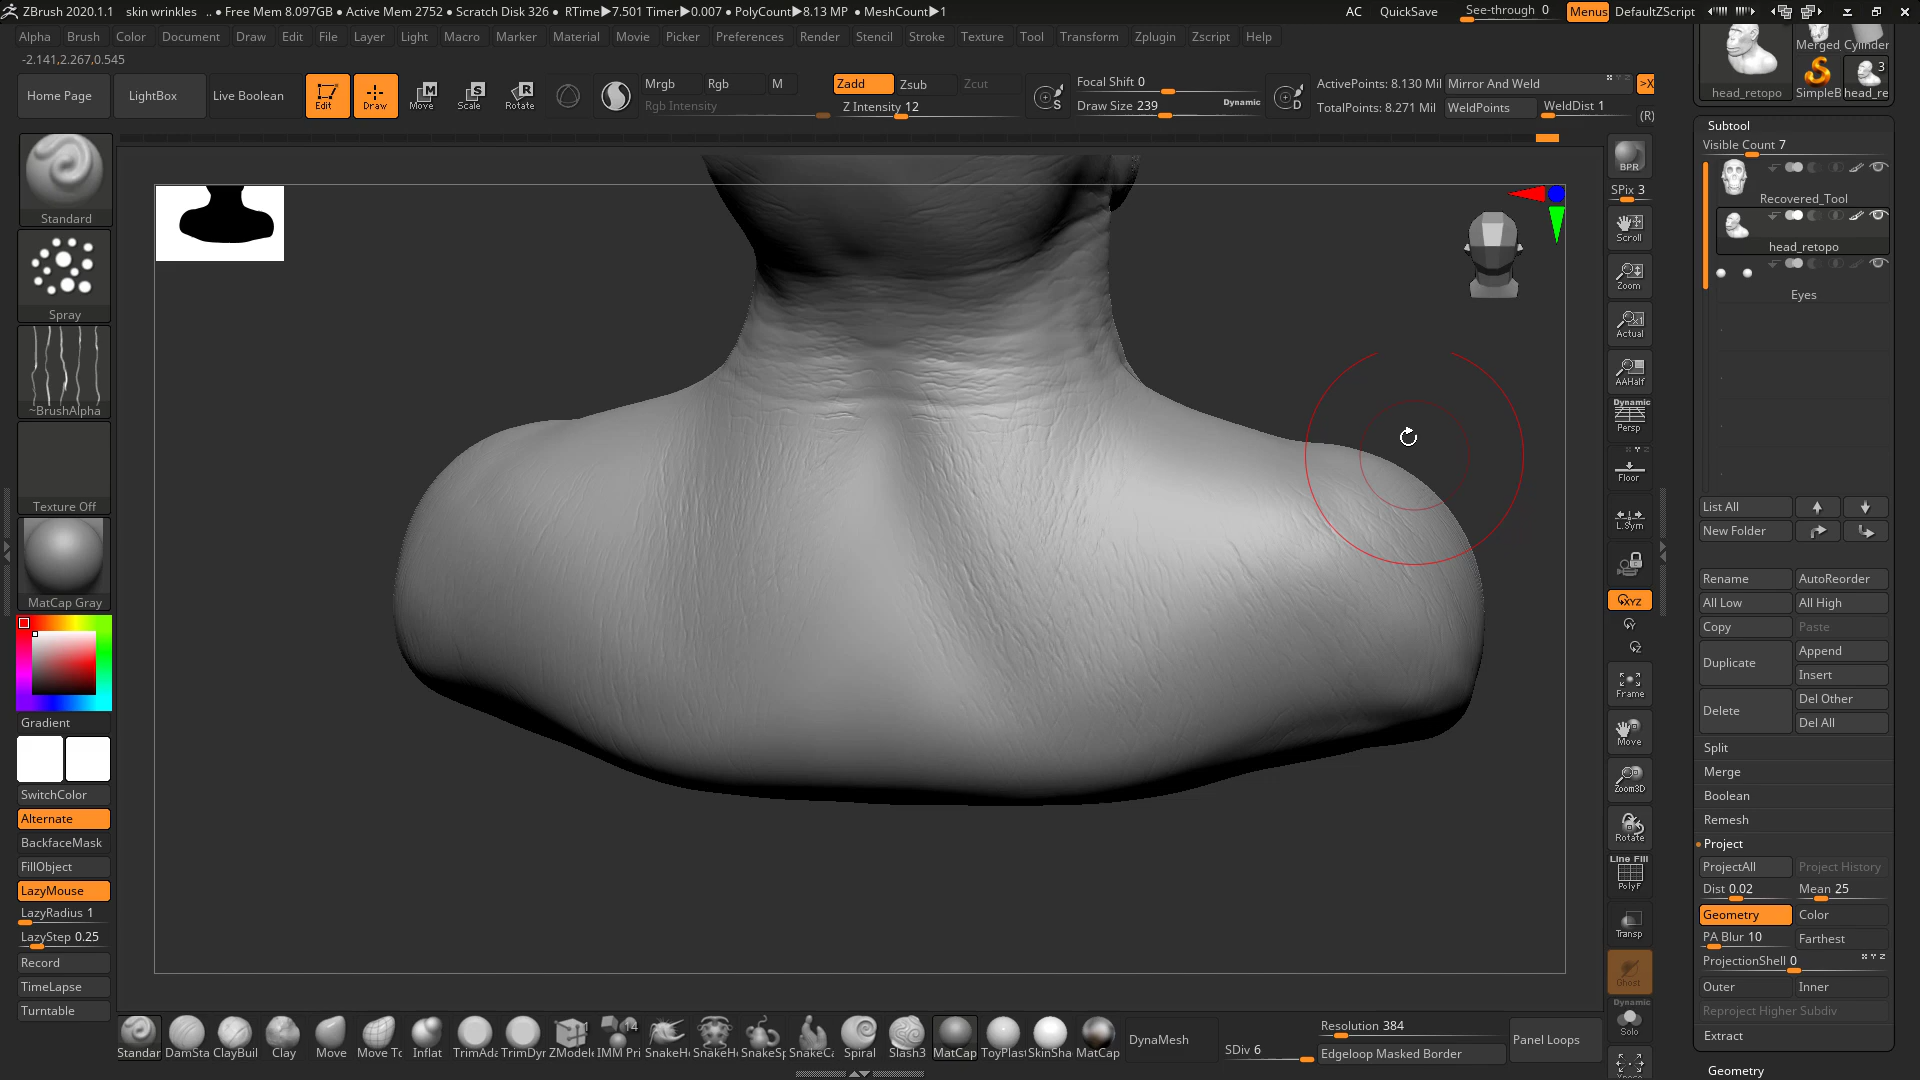 ZBrush 2020.1.1 skin wrinkles .. • Free Mem 8.097GB • Active Mem 2752 • Scratch Disk 326 • RTime▶7.501 Timer▶0.007 • PolyCount▶8.13 MP • MeshCount▶1 AC QuickSave See-through 0 Menus DefaultZScript
Alpha Brush Color Document Draw Edit File Layer Light Macro Marker Material Movie Picker Preferences Render Stencil Stroke Texture Tool Transform Zplugin Zscript Help
-2.141,2.267,0.545
Home Page LightBox Live Boolean Edit Draw Move Scale Rotate
Mrgb Rgb M
Rgb Intensity
Zadd Zsub Zcut
Z Intensity 12
Focal Shift 0
Draw Size 239 Dynamic
ActivePoints: 8.130 Mil Mirror And Weld >X
TotalPoints: 8.271 Mil WeldPoints WeldDist 1 (R)
Merged Cylinder
3
head_retopo SimpleB head_re
Standard
Spray
~BrushAlpha
Texture Off
MatCap Gray
Gradient
SwitchColor
Alternate
BackfaceMask
FillObject
LazyMouse
LazyRadius 1
LazyStep 0.25
Record
TimeLapse
Turntable
BPR
SPix 3
Scroll
Zoom
Actual
AAHalf
Dynamic
Persp
Floor
L.Sym
XYZ
Y
Z
Frame
Move
Zoom3D
Rotate
Line Fill
PolyF
Transp
Ghost
Dynamic
Solo
Xpose
Subtool
Visible Count 7
Recovered_Tool
head_retopo
Eyes
List All
New Folder
Rename AutoReorder
All Low All High
Copy Paste
Duplicate Append
Insert
Delete Del Other
Del All
Split
Merge
Boolean
Remesh
Project
ProjectAll Project History
Dist 0.02 Mean 25
Geometry Color
PA Blur 10 Farthest
ProjectionShell 0 X Y Z
Outer Inner
Reproject Higher Subdiv
Extract
Geometry
Standar DamSta ClayBuil Clay Move Move To Inflat TrimAda TrimDyr ZModele IMM Pri SnakeHo SnakeHo SnakeSp SnakeCa Spiral Slash3 MatCap ToyPlast SkinSha MatCap
1 14
DynaMesh SDiv 6
Resolution 384
Edgeloop Masked Border
Panel Loops